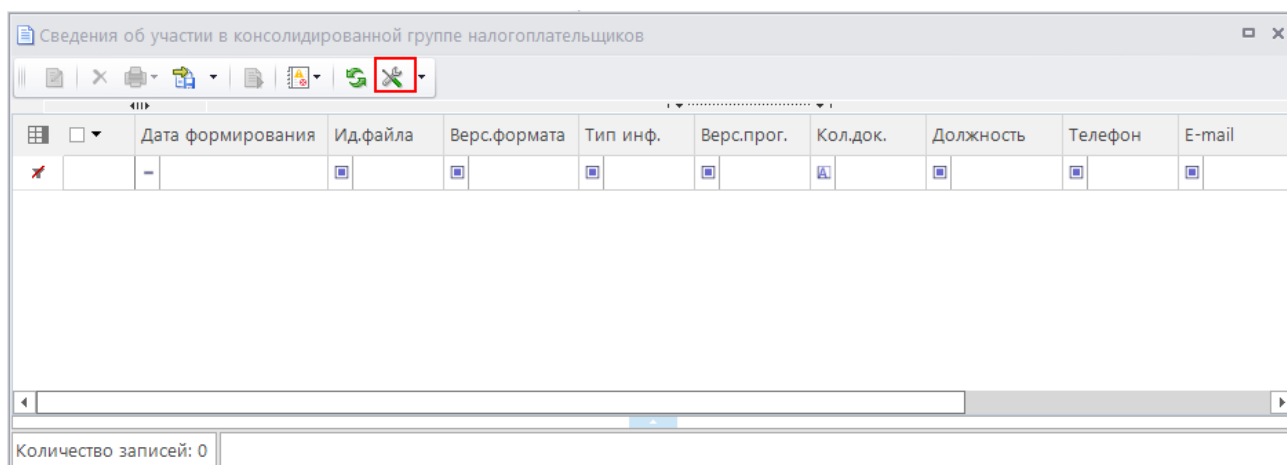 Сведения об участии в консолидированной группе налогоплательщиков
Дата формирования Ид.файла Верс.формата Тип инф. Верс.прог. Кол.док. Должность Телефон E-mail
A
Количество записей: 0